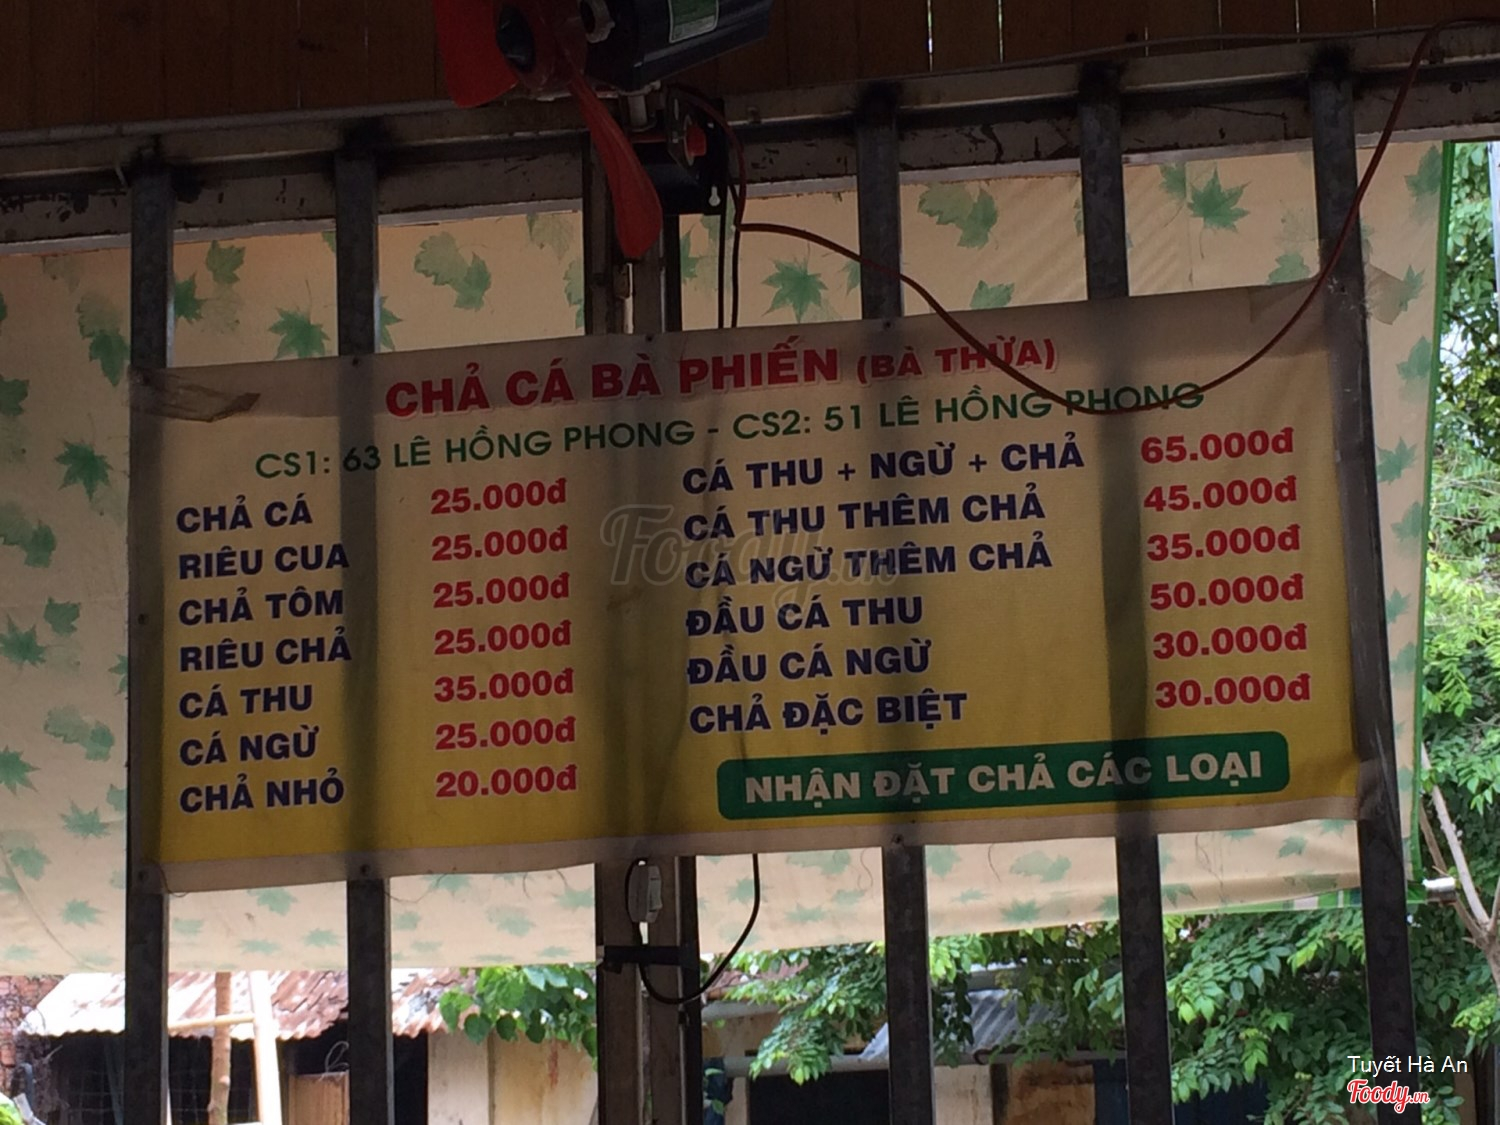 CHẢ CÁ BÀ PHIẾN (BÀ THỪA)
CS1: 63 LÊ HỒNG PHONG - CS2: 51 LÊ HỒNG PHONG
CHẢ CÁ 25.000đ
RIÊU CUA 25.000đ
CHẢ TÔM 25.000đ
RIÊU CHẢ 25.000đ
CÁ THU 35.000đ
CÁ NGỪ 25.000đ
CHẢ NHỎ 20.000đ
CÁ THU + NGỪ + CHẢ 65.000đ
CÁ THU THÊM CHẢ 45.000đ
CÁ NGỪ THÊM CHẢ 35.000đ
ĐẦU CÁ THU 50.000đ
ĐẦU CÁ NGỪ 30.000đ
CHẢ ĐẶC BIỆT 30.000đ
NHẬN ĐẶT CHẢ CÁC LOẠI
Foody.vn
Tuyết Hà An
Foody.vn